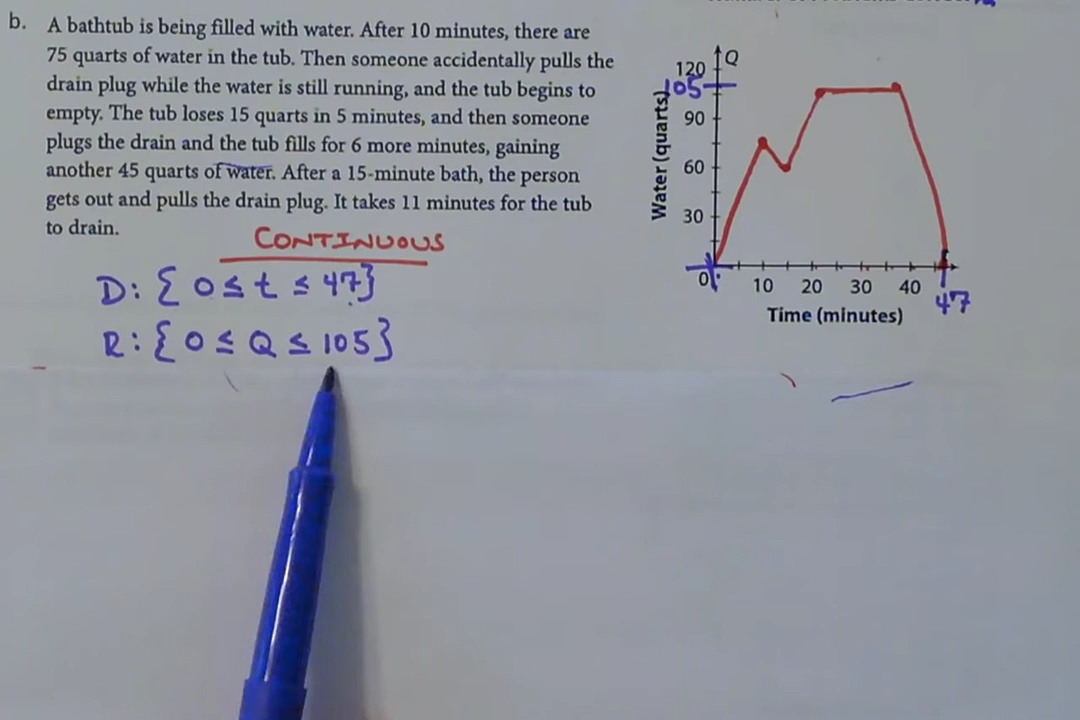 b. A bathtub is being filled with water. After 10 minutes, there are
75 quarts of water in the tub. Then someone accidentally pulls the
drain plug while the water is still running, and the tub begins to
empty. The tub loses 15 quarts in 5 minutes, and then someone
plugs the drain and the tub fills for 6 more minutes, gaining
another 45 quarts of water. After a 15-minute bath, the person
gets out and pulls the drain plug. It takes 11 minutes for the tub
to drain.
CONTINUOUS
D: { 0 ≤ t ≤ 47}
R: { 0 ≤ Q ≤ 105}
Q
120
105
90
60
30
0
Water (quarts)
10 20 30 40
47
Time (minutes)